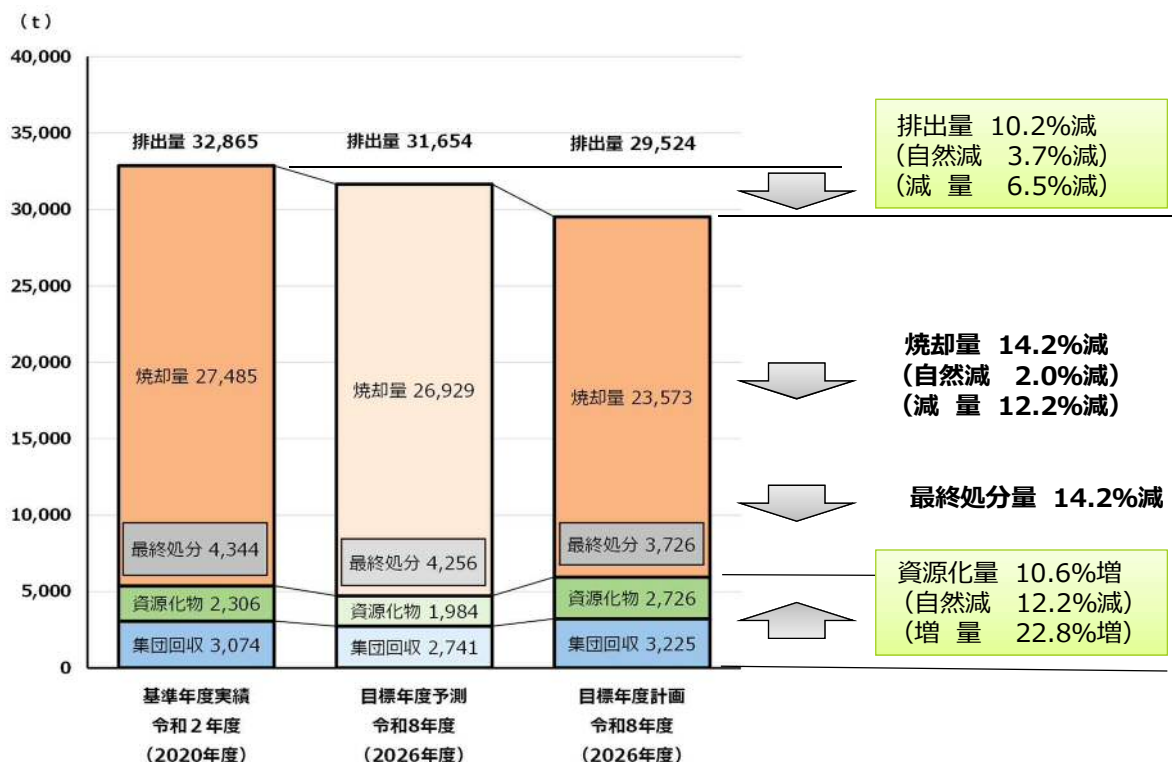 （t）
40,000
35,000
30,000
25,000
20,000
15,000
10,000
5,000
0
排出量 32,865
焼却量 27,485
最終処分 4,344
資源化物 2,306
集団回収 3,074
基準年度実績
令和２年度
（2020年度）
排出量 31,654
焼却量 26,929
最終処分 4,256
資源化物 1,984
集団回収 2,741
目標年度予測
令和8年度
（2026年度）
排出量 29,524
焼却量 23,573
最終処分 3,726
資源化物 2,726
集団回収 3,225
目標年度計画
令和8年度
（2026年度）
排出量 10.2%減
（自然減 3.7%減）
（減 量 6.5%減）
焼却量 14.2%減
（自然減 2.0%減）
（減 量 12.2%減）
最終処分量 14.2%減
資源化量 10.6%増
（自然減 12.2%減）
（増 量 22.8%増）